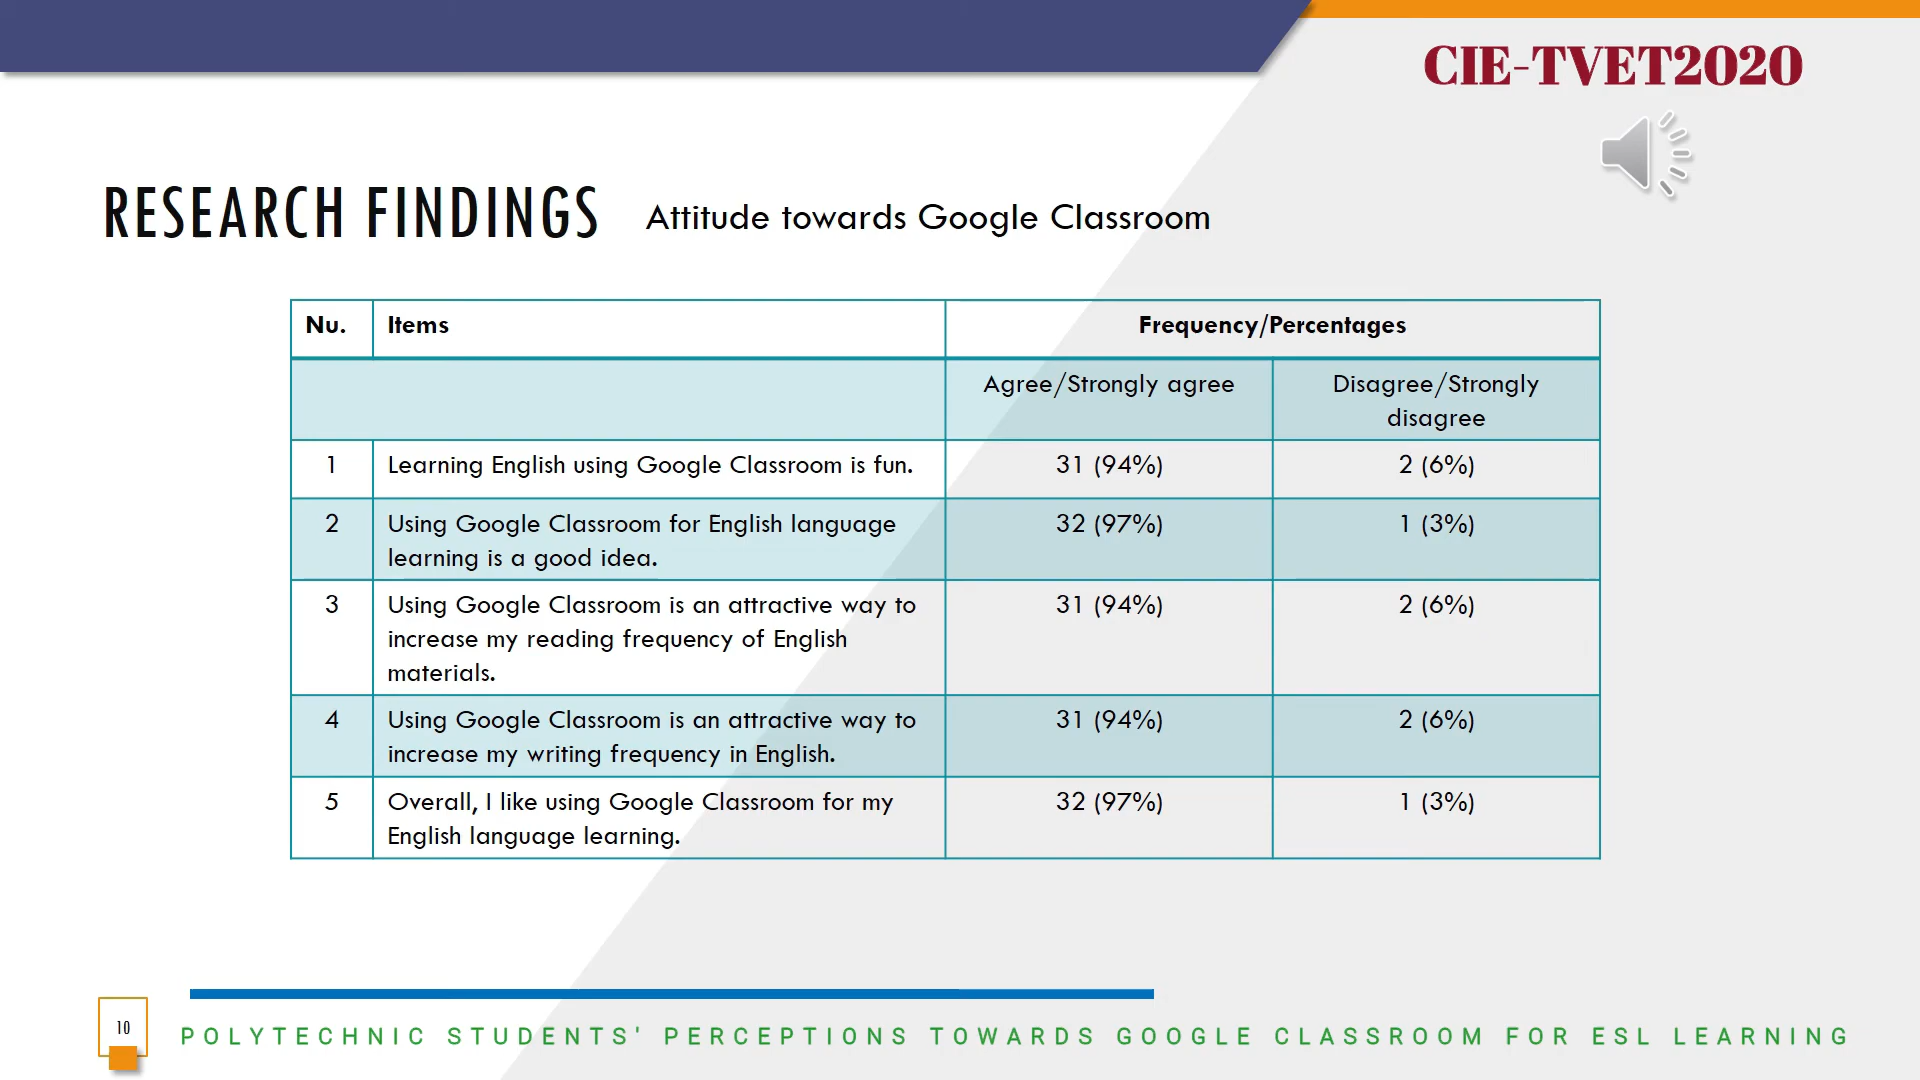 CIE-TVET2020
RESEARCH FINDINGS Attitude towards Google Classroom
Nu. Items Frequency/Percentages
Agree/Strongly agree Disagree/Strongly
disagree
1 Learning English using Google Classroom is fun. 31 (94%) 2 (6%)
2 Using Google Classroom for English language 32 (97%) 1 (3%)
learning is a good idea.
3 Using Google Classroom is an attractive way to 31 (94%) 2 (6%)
increase my reading frequency of English
materials.
4 Using Google Classroom is an attractive way to 31 (94%) 2 (6%)
increase my writing frequency in English.
5 Overall, I like using Google Classroom for my 32 (97%) 1 (3%)
English language learning.
10
POLYTECHNIC STUDENTS' PERCEPTIONS TOWARDS GOOGLE CLASSROOM FOR ESL LEARNING